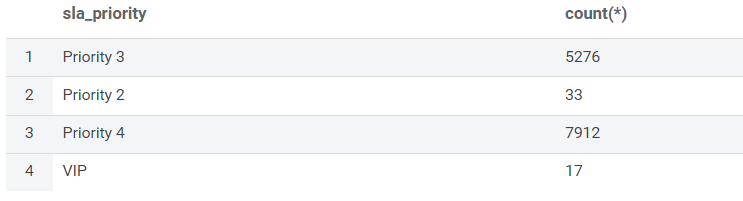 sla_priority count(*)
1 Priority 3 5276
2 Priority 2 33
3 Priority 4 7912
4 VIP 17